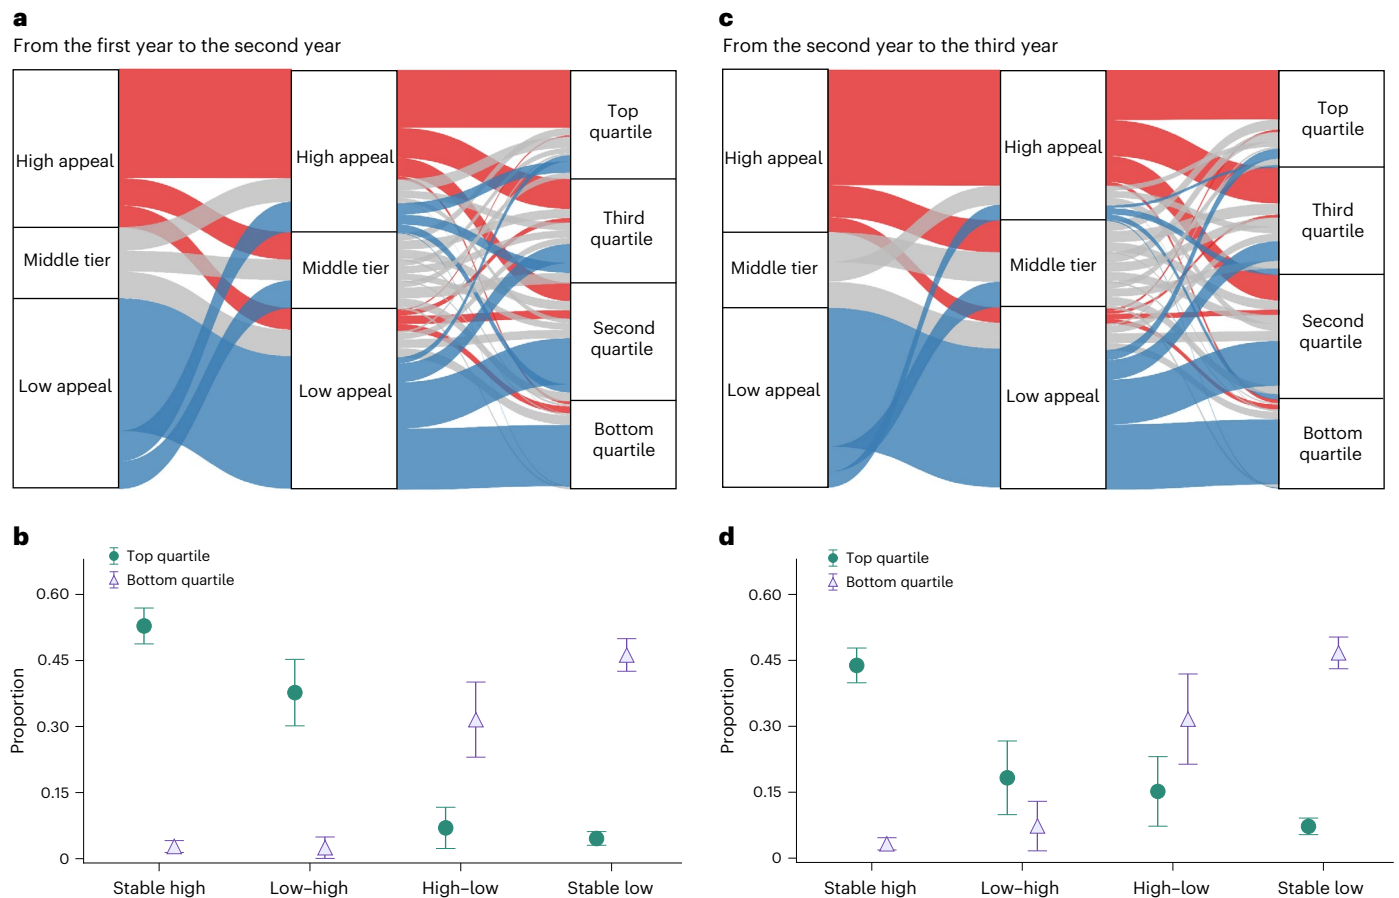 a
From the first year to the second year
High appeal
Middle tier
Low appeal
High appeal
Middle tier
Low appeal
Top
quartile
Third
quartile
Second
quartile
Bottom
quartile
c
From the second year to the third year
High appeal
Middle tier
Low appeal
High appeal
Middle tier
Low appeal
Top
quartile
Third
quartile
Second
quartile
Bottom
quartile
b
Top quartile
Bottom quartile
Proportion
0.60
0.45
0.30
0.15
0
Stable high
Low–high
High–low
Stable low
d
Top quartile
Bottom quartile
Proportion
0.60
0.45
0.30
0.15
0
Stable high
Low–high
High–low
Stable low